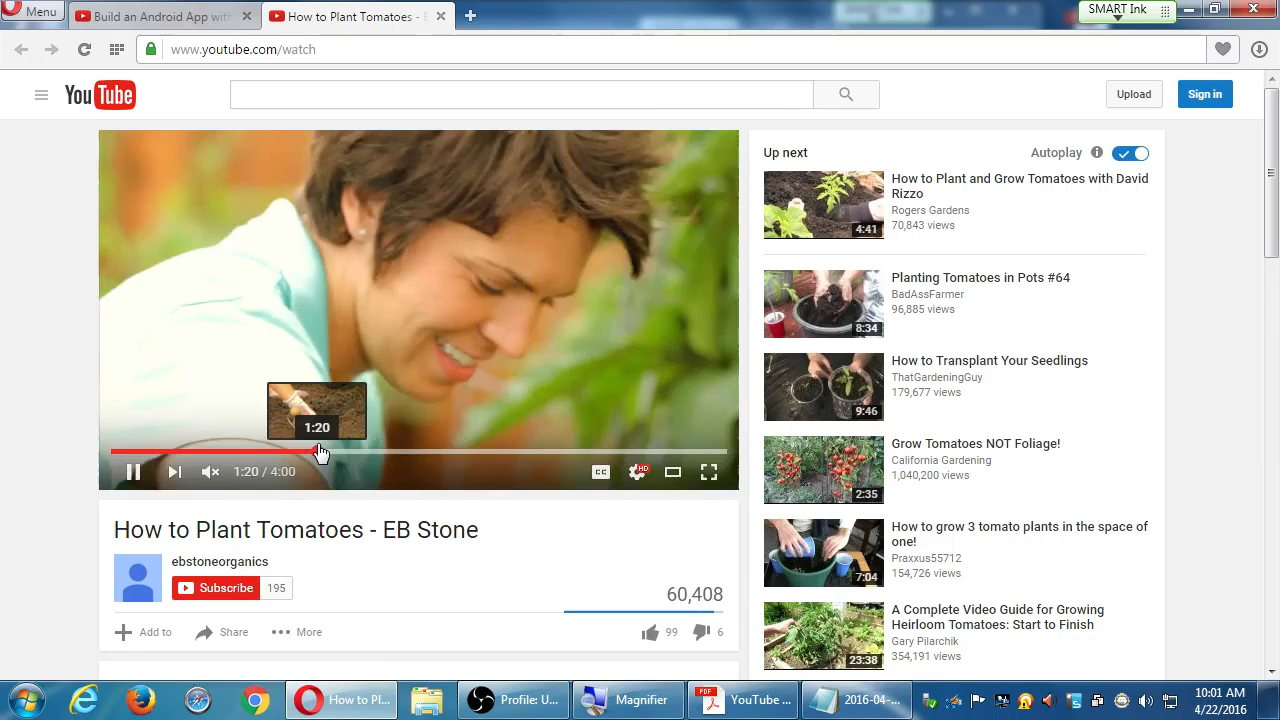 Menu
Build an Android App with
How to Plant Tomatoes - E
SMART Ink
www.youtube.com/watch
YouTube
Upload
Sign in
Up next
Autoplay
How to Plant and Grow Tomatoes with David
Rizzo
Rogers Gardens
70,843 views
4:41
Planting Tomatoes in Pots #64
BadAssFarmer
96,885 views
8:34
How to Transplant Your Seedlings
ThatGardeningGuy
179,677 views
9:46
Grow Tomatoes NOT Foliage!
California Gardening
1,040,200 views
2:35
How to grow 3 tomato plants in the space of
one!
Praxxus55712
154,726 views
7:04
A Complete Video Guide for Growing
Heirloom Tomatoes: Start to Finish
Gary Pilarchik
354,191 views
23:38
1:20
1:20 / 4:00
CC
HD
How to Plant Tomatoes - EB Stone
ebstoneorganics
Subscribe 195
60,408
Add to Share More
99 6
How to Pl...
Profile: U...
Magnifier
PDF
YouTube ...
2016-04-...
10:01 AM
4/22/2016